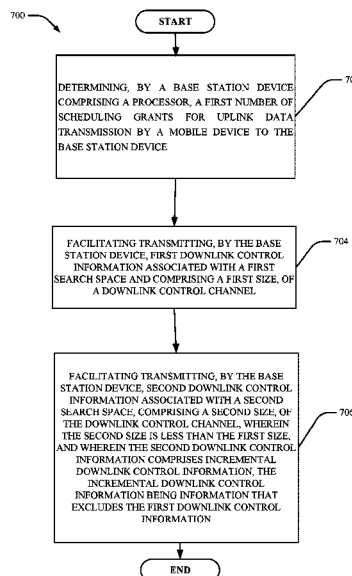 700
START
DETERMINING, BY A BASE STATION DEVICE
COMPRISING A PROCESSOR, A FIRST NUMBER OF
SCHEDULING GRANTS FOR UPLINK DATA
TRANSMISSION BY A MOBILE DEVICE TO THE
BASE STATION DEVICE
FACILITATING TRANSMITTING, BY THE BASE
STATION DEVICE, FIRST DOWNLINK CONTROL
INFORMATION ASSOCIATED WITH A FIRST
SEARCH SPACE AND COMPRISING A FIRST SIZE, OF
A DOWNLINK CONTROL CHANNEL
704
FACILITATING TRANSMITTING, BY THE BASE
STATION DEVICE, SECOND DOWNLINK CONTROL
INFORMATION ASSOCIATED WITH A SECOND
SEARCH SPACE, COMPRISING A SECOND SIZE, OF
THE DOWNLINK CONTROL CHANNEL, WHEREIN
THE SECOND SIZE IS LESS THAN THE FIRST SIZE,
AND WHEREIN THE SECOND DOWNLINK CONTROL
INFORMATION COMPRISES INCREMENTAL
DOWNLINK CONTROL INFORMATION, THE
INCREMENTAL DOWNLINK CONTROL
INFORMATION BEING INFORMATION THAT
EXCLUDES THE FIRST DOWNLINK CONTROL
INFORMATION
END